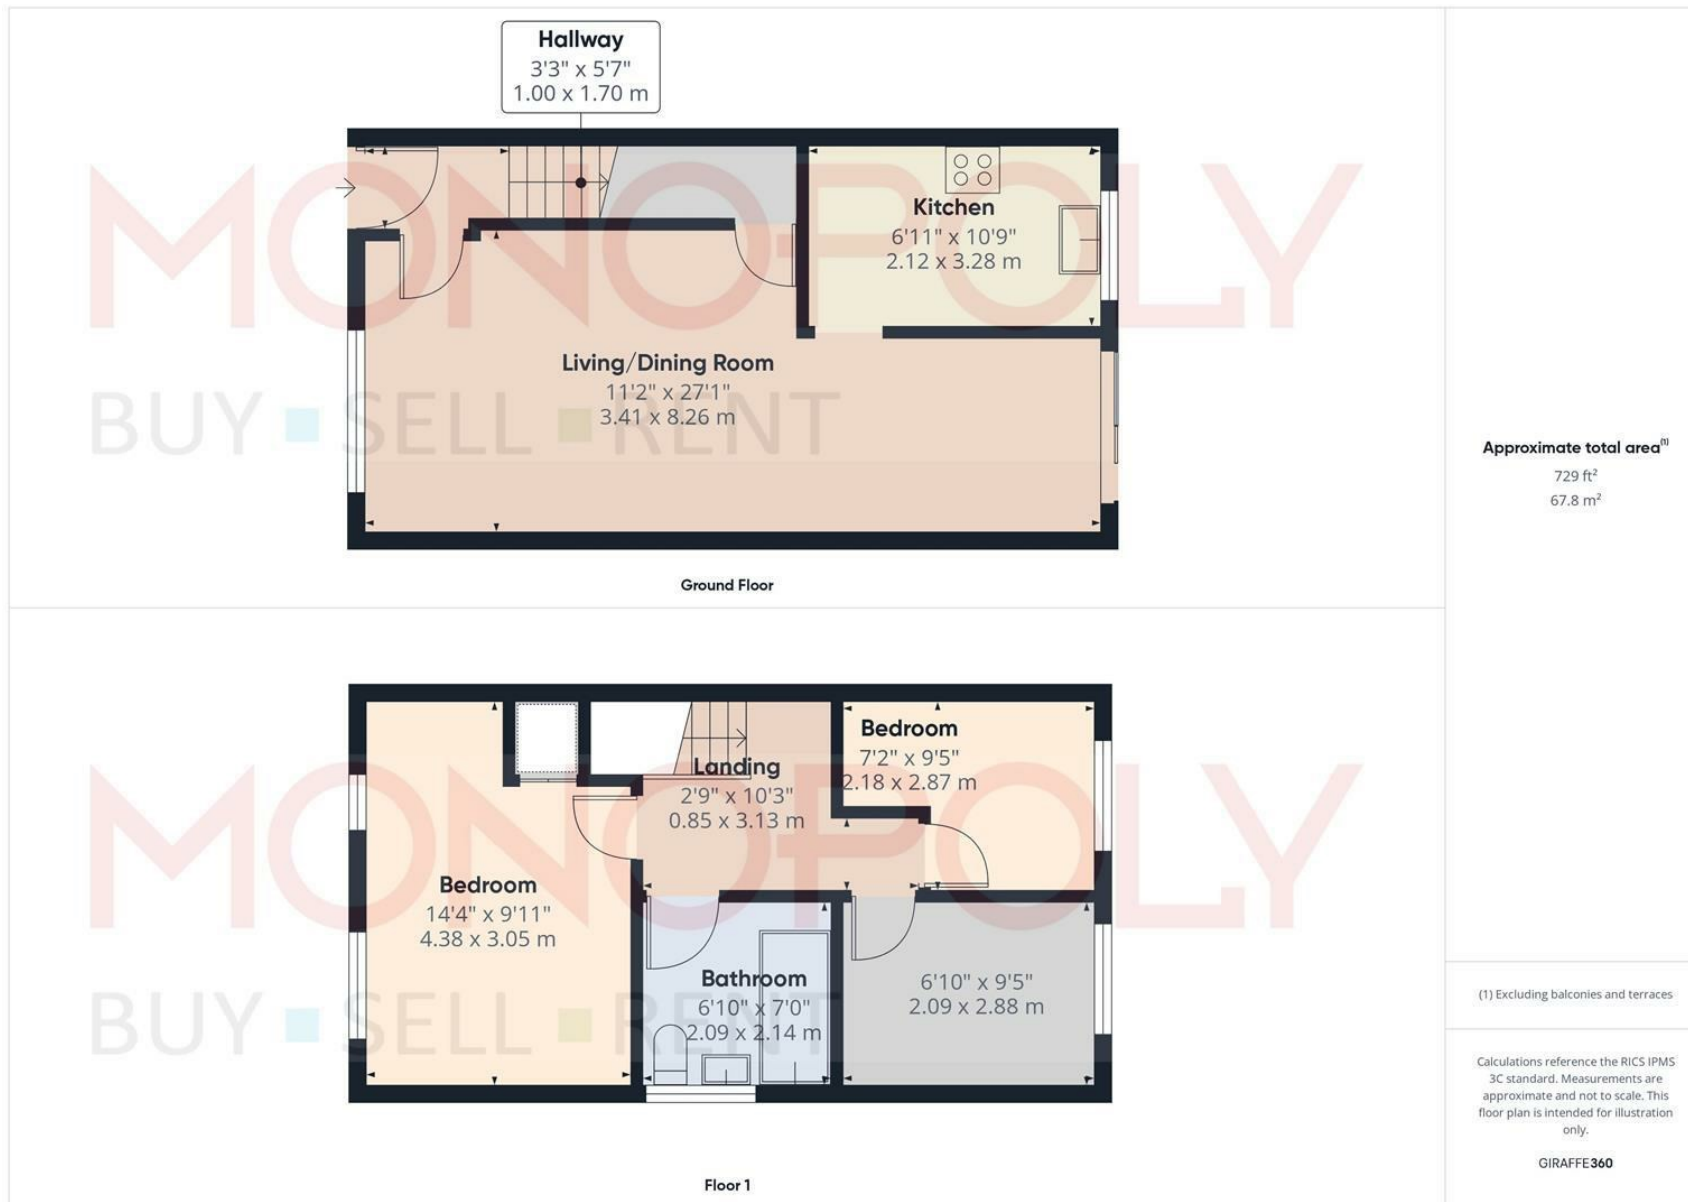 Hallway
3'3" x 5'7"
1.00 x 1.70 m
MONOPOLY
BUY SELL RENT
Kitchen
6'11" x 10'9"
2.12 x 3.28 m
Living/Dining Room
11'2" x 27'1"
3.41 x 8.26 m
Ground Floor
Approximate total area(1)
729 ft²
67.8 m²
MONOPOLY
BUY SELL RENT
Bedroom
7'2" x 9'5"
2.18 x 2.87 m
Landing
2'9" x 10'3"
0.85 x 3.13 m
Bedroom
14'4" x 9'11"
4.38 x 3.05 m
Bathroom
6'10" x 7'0"
2.09 x 2.14 m
6'10" x 9'5"
2.09 x 2.88 m
Floor 1
(1) Excluding balconies and terraces
Calculations reference the RICS IPMS
3C standard. Measurements are
approximate and not to scale. This
floor plan is intended for illustration
only.
GIRAFFE360